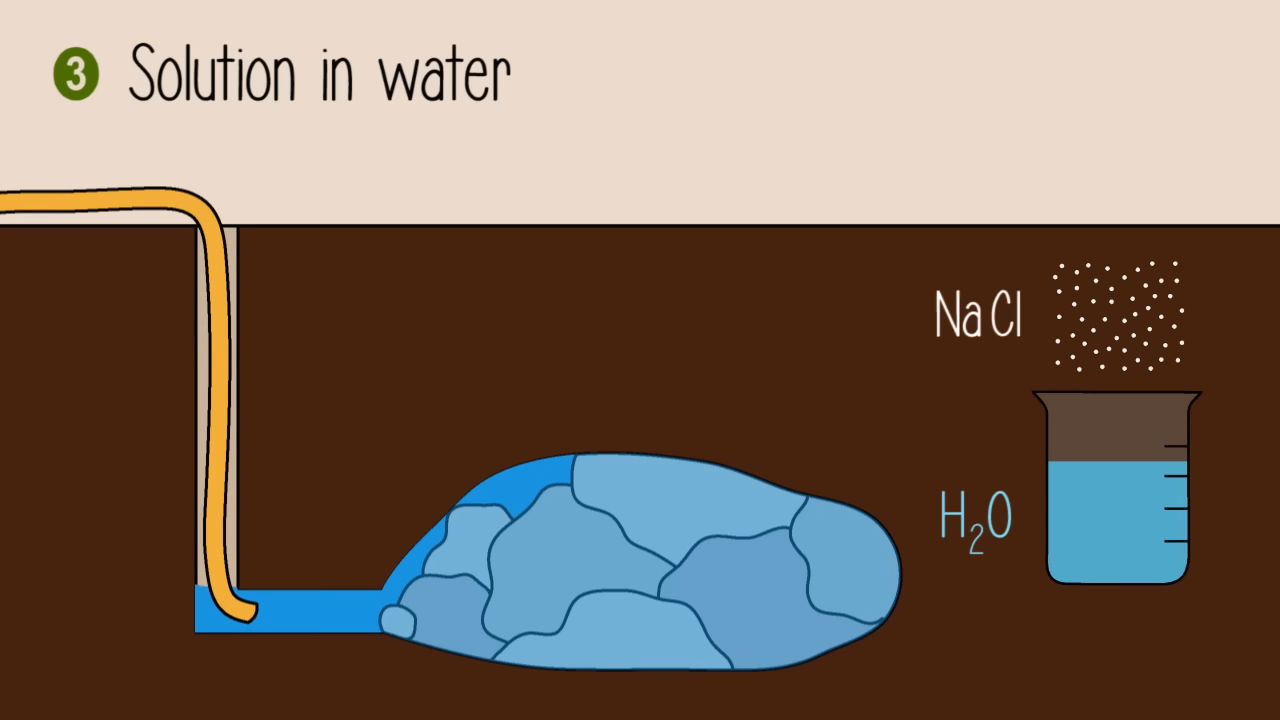 3 Solution in water
NaCl
H₂O